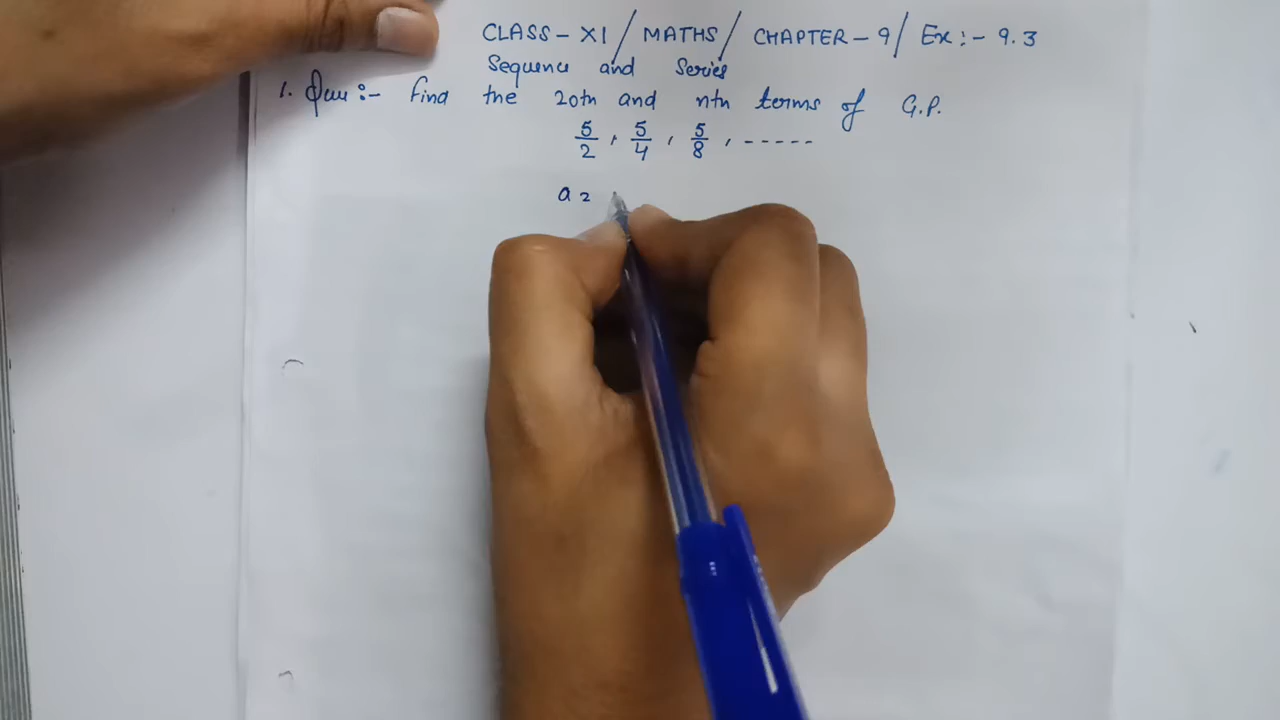 CLASS - XI / MATHS / CHAPTER - 9 / Ex :- 9.3
Sequence and Series
1. Ques :- Find the 20th and nth terms of G.P.
5/2 , 5/4 , 5/8 , ------
a =